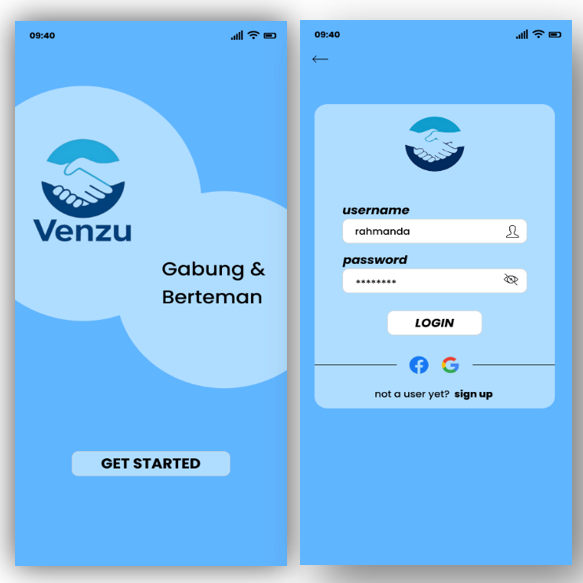 09:40
Venzu
Gabung &
Berteman
GET STARTED
09:40
username
rahmanda
password
********
LOGIN
not a user yet? sign up